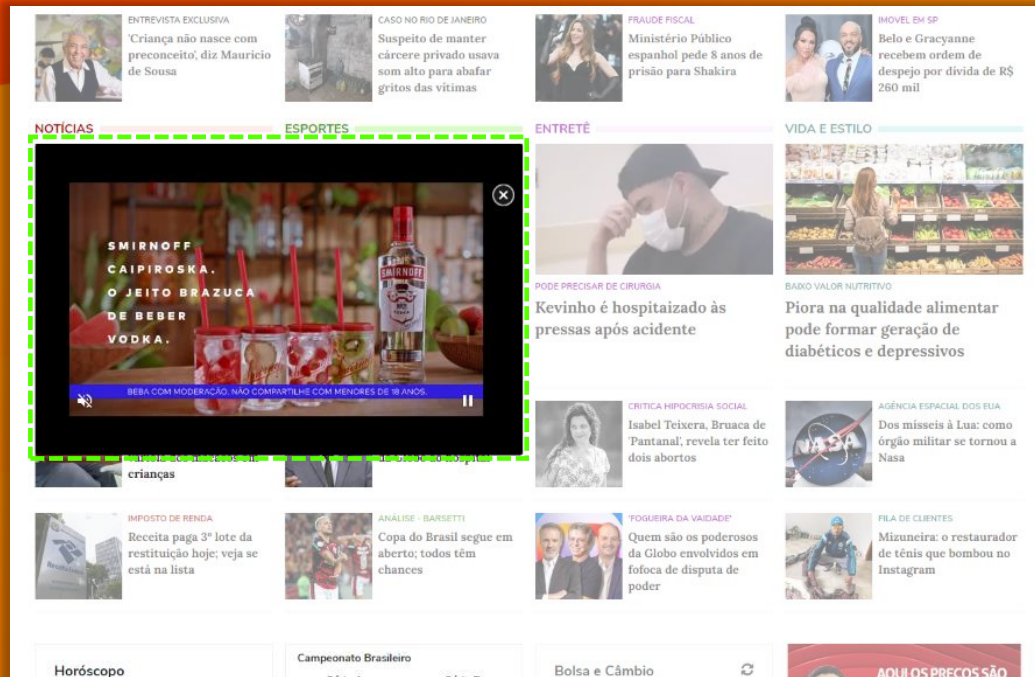 ENTREVISTA EXCLUSIVA
'Criança não nasce com
preconceito', diz Mauricio
de Sousa
CASO NO RIO DE JANEIRO
Suspeito de manter
cárcere privado usava
som alto para abafar
gritos das vítimas
FRAUDE FISCAL
Ministério Público
espanhol pede 8 anos de
prisão para Shakira
IMOVEL EM SP
Belo e Gracyanne
recebem ordem de
despejo por divida de R$
260 mil
NOTÍCIAS
ESPORTES
ENTRETÊ
VIDA E ESTILO
SMIRNOFF
CAIPIROSKA.
O JEITO BRAZUCA
DE BEBER
VODKA.
SMIRNOFF
BEBA COM MODERAÇÃO. NÃO COMPARTILHE COM MENORES DE 18 ANOS.
PODE PRECISAR DE CIRURGIA
Kevinho é hospitaizado às
pressas após acidente
BAIXO VALOR NUTRITIVO
Piora na qualidade alimentar
pode formar geração de
diabéticos e depressivos
crianças
CRITICA HIPOCRISIA SOCIAL
Isabel Teixera, Bruaca de
'Pantanal', revela ter feito
dois abortos
NASA
AGÊNCIA ESPACIAL DOS EUA
Dos misseis à Lua: como
órgão militar se tornou a
Nasa
IMPOSTO DE RENDA
Receita paga 3º lote da
restituição hoje; veja se
está na lista
ANÁLISE - BARSETTI
Copa do Brasil segue em
aberto; todos têm
chances
'FOGUEIRA DA VAIDADE'
Quem são os poderosos
da Globo envolvidos em
fofoca de disputa de
poder
FILA DE CLIENTES
Mizuneira: o restaurador
de tênis que bombou no
Instagram
Horóscopo
Campeonato Brasileiro
Bolsa e Câmbio
AQUI OS PREÇOS SÃO